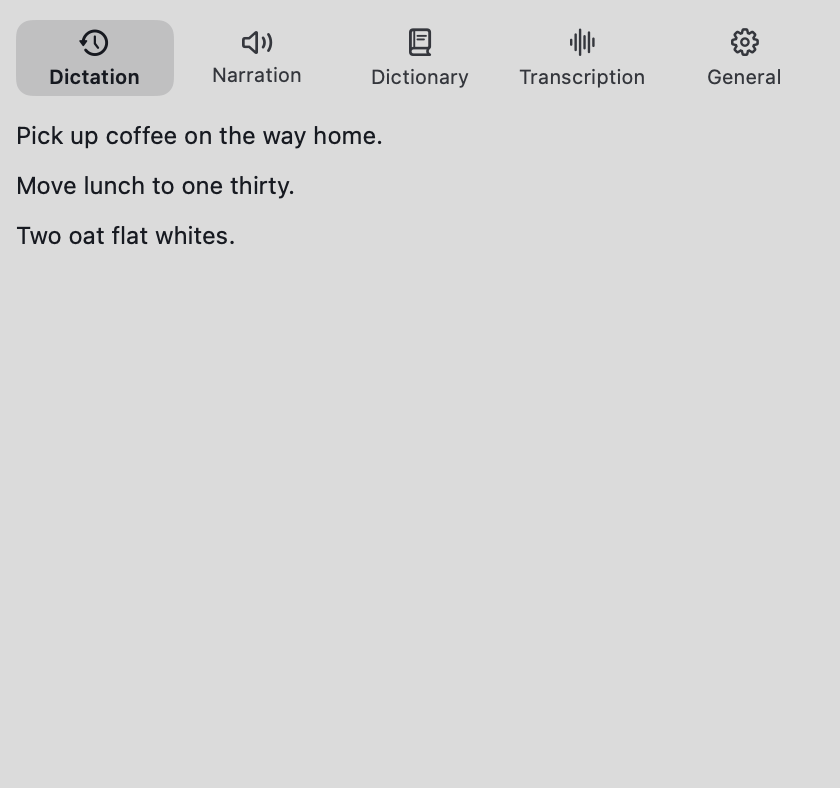 Dictation Narration Dictionary Transcription General
Pick up coffee on the way home.
Move lunch to one thirty.
Two oat flat whites.